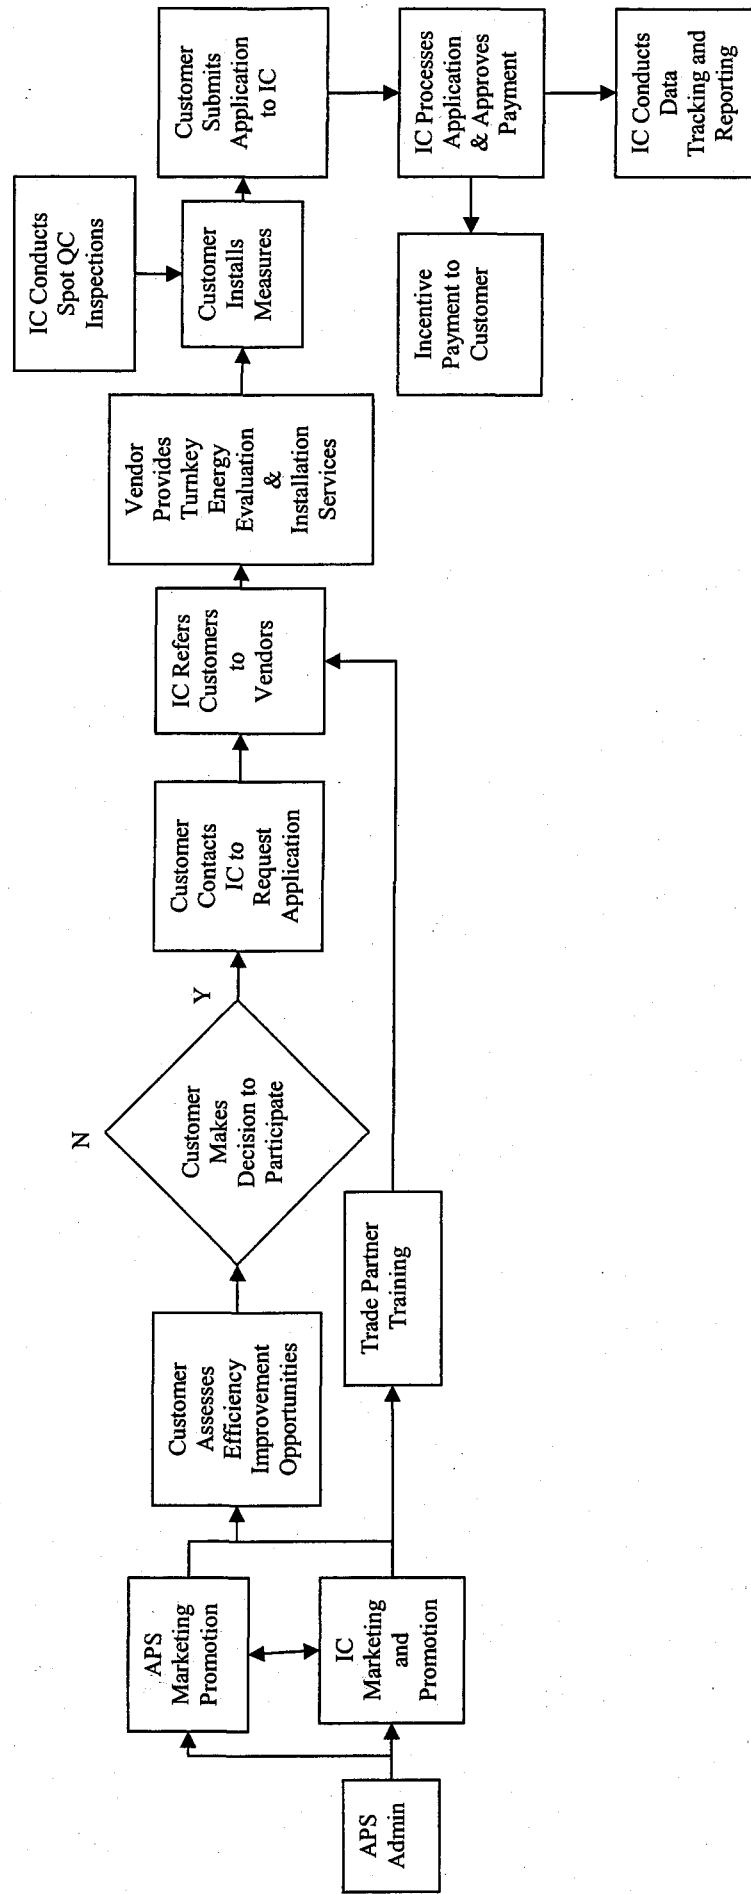 APS
Admin
APS
Marketing
Promotion
IC
Marketing
and
Promotion
Customer
Assesses
Efficiency
Improvement
Opportunities
Trade Partner
Training
N
Customer
Makes
Decision to
Participate
Y
Customer
Contacts
IC to
Request
Application
IC Refers
Customers
to
Vendors
Vendor
Provides
Turnkey
Energy
Evaluation
&
Installation
Services
IC Conducts
Spot QC
Inspections
Customer
Installs
Measures
Customer
Submits
Application
to IC
IC Processes
Application
& Approves
Payment
Incentive
Payment to
Customer
IC Conducts
Data
Tracking and
Reporting